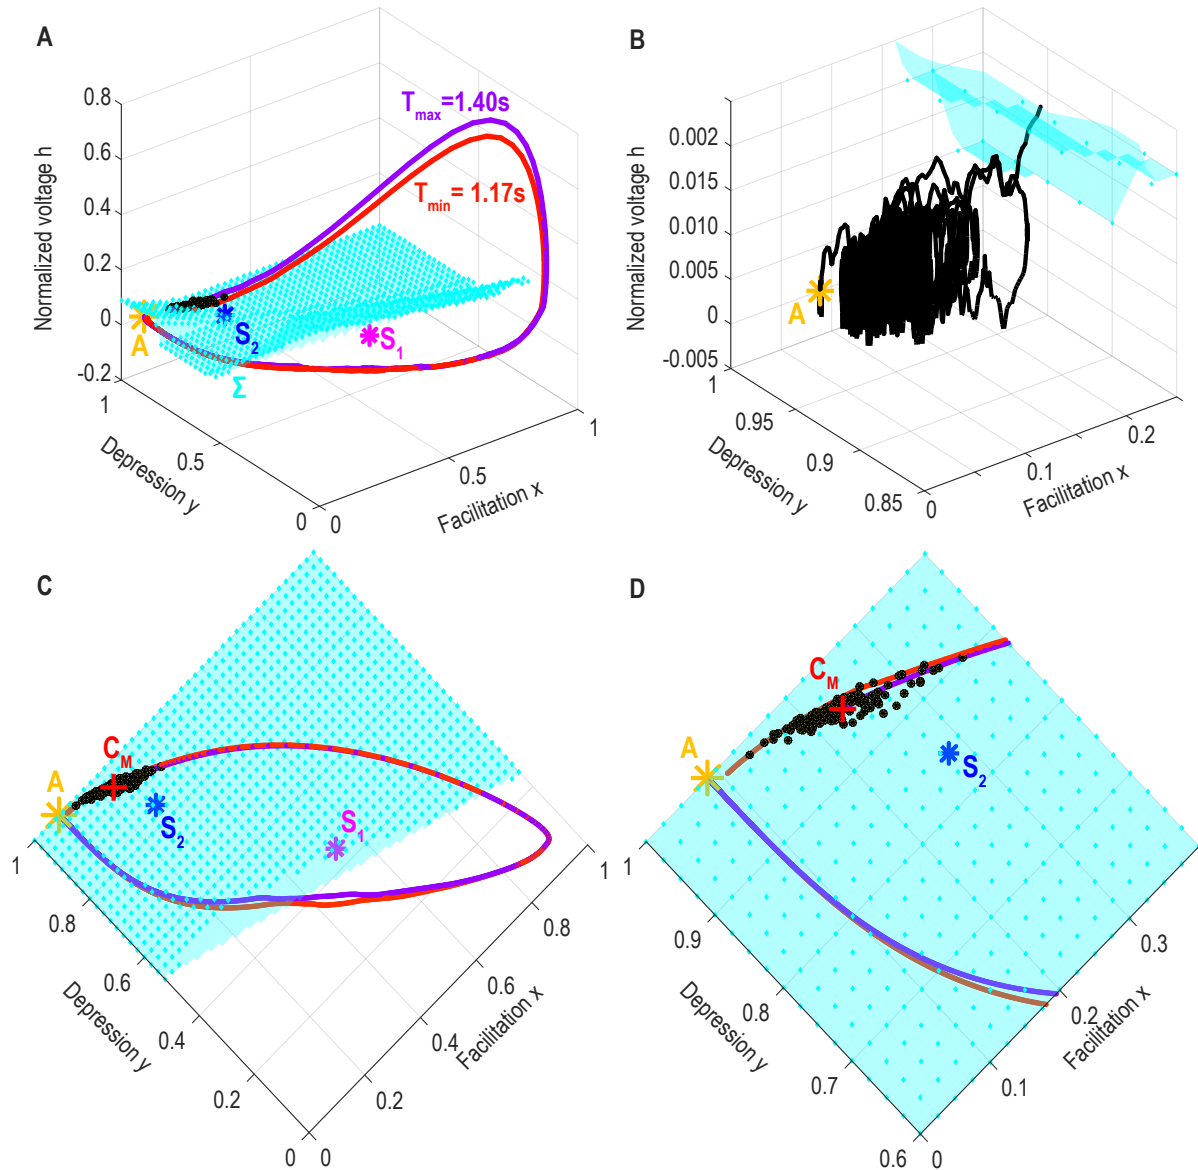 A
Normalized voltage h
0.8
0.6
0.4
0.2
0
-0.2
T_max=1.40s
T_min= 1.17s
A
S_2
S_1
Σ
1
0.5
0
Depression y
0
0.5
1
Facilitation x
B
Normalized voltage h
0.002
0.015
0.010
0.005
0
-0.005
A
1
0.95
0.9
0.85
Depression y
0
0.1
0.2
Facilitation x
C
A
C_M
S_2
S_1
1
0.8
0.6
0.4
0.2
0
Depression y
0
0.2
0.4
0.6
0.8
1
Facilitation x
D
A
C_M
S_2
1
0.9
0.8
0.7
0.6
Depression y
0
0.1
0.2
0.3
Facilitation x